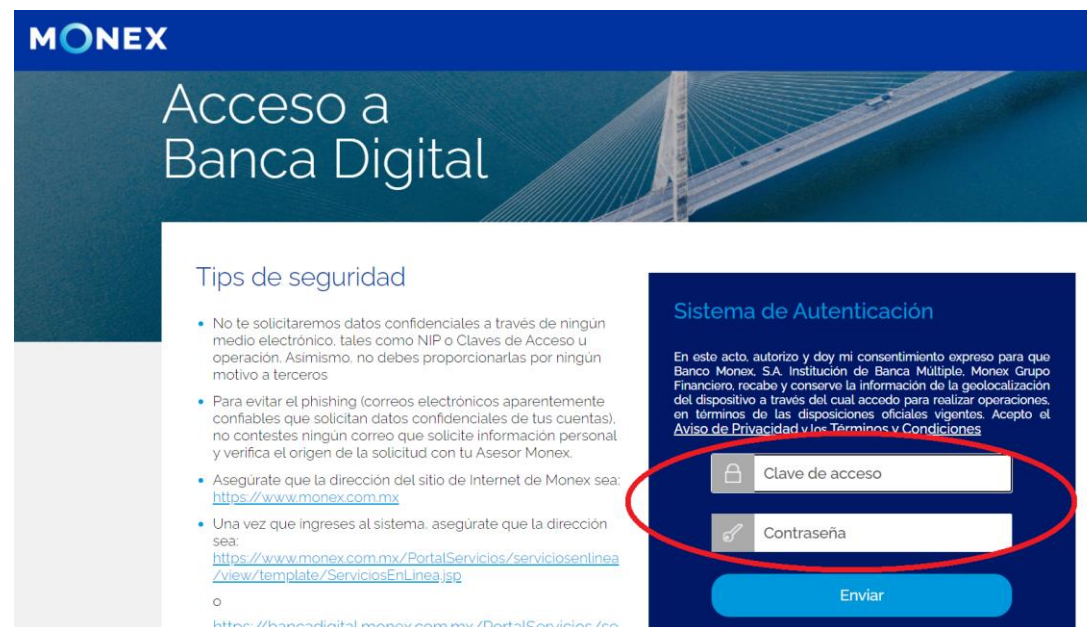 MONEX
Acceso a
Banca Digital
Tips de seguridad
No te solicitaremos datos confidenciales a través de ningún
medio electrónico, tales como NIP o Claves de Acceso u
operación. Asimismo, no debes proporcionarlas por ningún
motivo a terceros
Para evitar el phishing (correos electrónicos aparentemente
confiables que solicitan datos confidenciales de tus cuentas),
no contestes ningún correo que solicite información personal
y verifica el origen de la solicitud con tu Asesor Monex.
Asegúrate que la dirección del sitio de Internet de Monex sea:
https://www.monex.com.mx
Una vez que ingreses al sistema, asegúrate que la dirección
sea:
https://www.monex.com.mx/PortalServicios/serviciosenlinea
/view/template/ServiciosEnLinea.jsp
o
https://bancadigital.monex.com.mx/PortalServicios/se
Sistema de Autenticación
En este acto, autorizo y doy mi consentimiento expreso para que
Banco Monex, S.A. Institución de Banca Múltiple, Monex Grupo
Financiero, recabe y conserve la información de la geolocalización
del dispositivo a través del cual accedo para realizar operaciones,
en términos de las disposiciones oficiales vigentes. Acepto el
Aviso de Privacidad y los Términos y Condiciones
Clave de acceso
Contraseña
Enviar